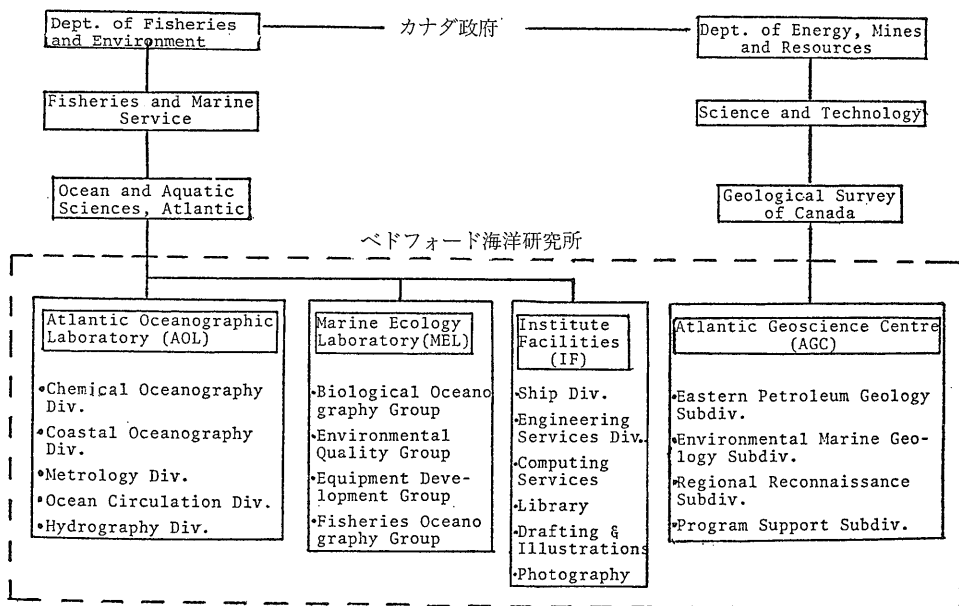 Dept. of Fisheries
and Environment
カナダ政府
Dept. of Energy, Mines
and Resources
Fisheries and Marine
Service
Science and Technology
Ocean and Aquatic
Sciences, Atlantic
Geological Survey
of Canada
ベドフォード海洋研究所
Atlantic Oceanographic
Laboratory (AOL)
•Chemical Oceanography
Div.
•Coastal Oceanography
Div.
•Metrology Div.
•Ocean Circulation Div.
•Hydrography Div.
Marine Ecology
Laboratory(MEL)
•Biological Oceano
graphy Group
•Environmental
Quality Group
•Equipment Deve-
lopment Group
•Fisheries Oceano
graphy Group
Institute
Facilities
(IF)
•Ship Div.
•Engineering
Services Div.
•Computing
Services
•Library
•Drafting &
Illustrations
•Photography
Atlantic Geoscience Centre
(AGC)
•Eastern Petroleum Geology
Subdiv.
•Environmental Marine Geo-
logy Subdiv.
•Regional Reconnaissance
Subdiv.
•Program Support Subdiv.